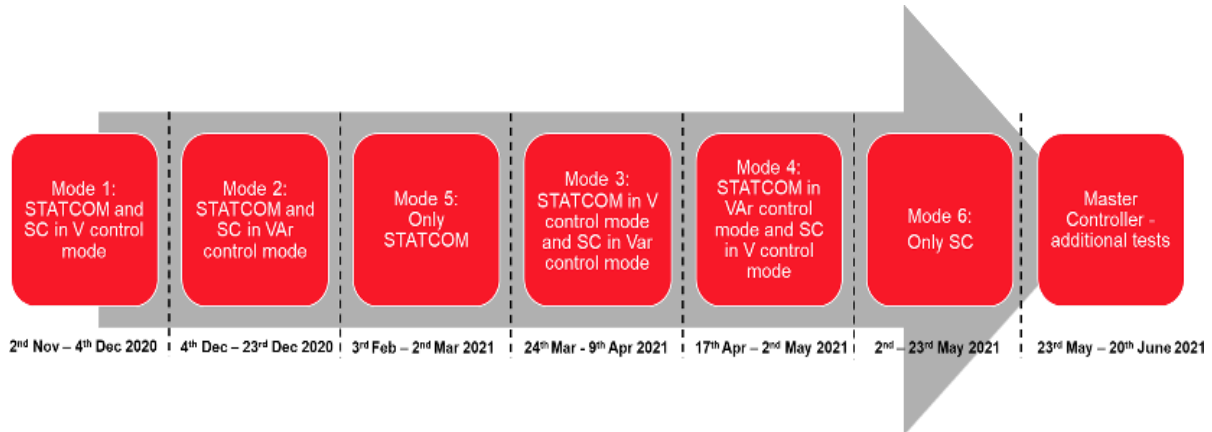 Mode 1:
STATCOM and
SC in V control
mode
Mode 2:
STATCOM and
SC in VAr
control mode
Mode 5:
Only
STATCOM
Mode 3:
STATCOM in V
control mode
and SC in Var
control mode
Mode 4:
STATCOM in
VAr control
mode and SC
in V control
mode
Mode 6:
Only SC
Master
Controller -
additional tests
2nd Nov – 4th Dec 2020
4th Dec – 23rd Dec 2020
3rd Feb – 2nd Mar 2021
24th Mar - 9th Apr 2021
17th Apr – 2nd May 2021
2nd – 23rd May 2021
23rd May – 20th June 2021